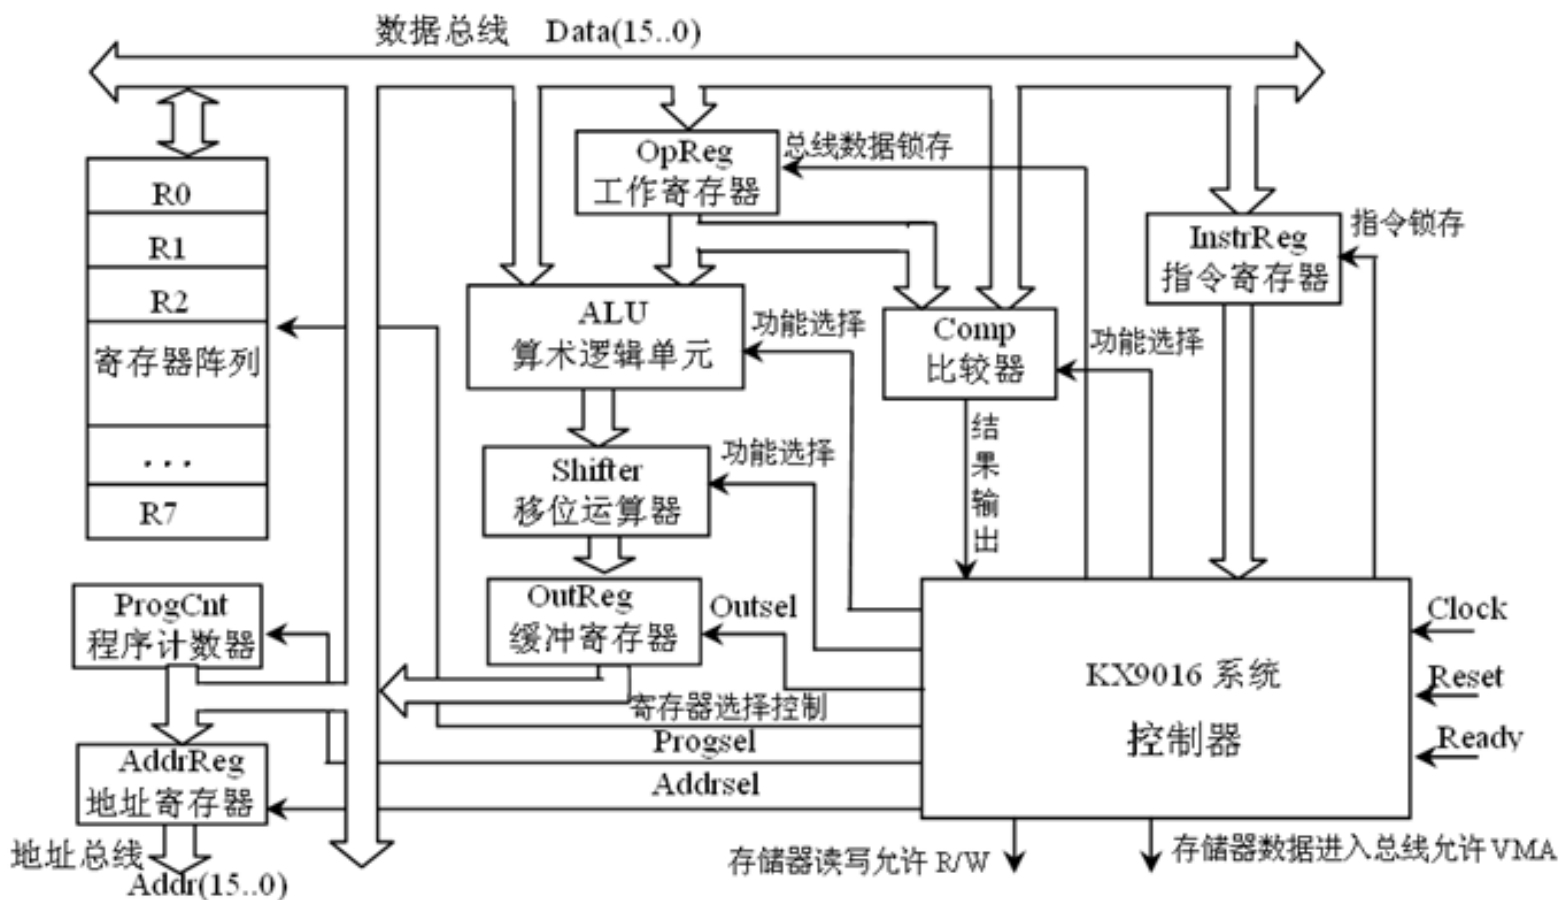 数据总线 Data(15..0)
R0
R1
R2
寄存器阵列
...
R7
OpReg
工作寄存器
总线数据锁存
InstrReg
指令寄存器
指令锁存
ALU
算术逻辑单元
功能选择
Comp
比较器
功能选择
结果输出
Shifter
移位运算器
功能选择
OutReg
缓冲寄存器
Outsel
ProgCnt
程序计数器
寄存器选择控制
Progsel
Addrsel
AddrReg
地址寄存器
地址总线
Addr(15..0)
KX9016 系统
控制器
Clock
Reset
Ready
存储器读写允许 R/W
存储器数据进入总线允许 VMA